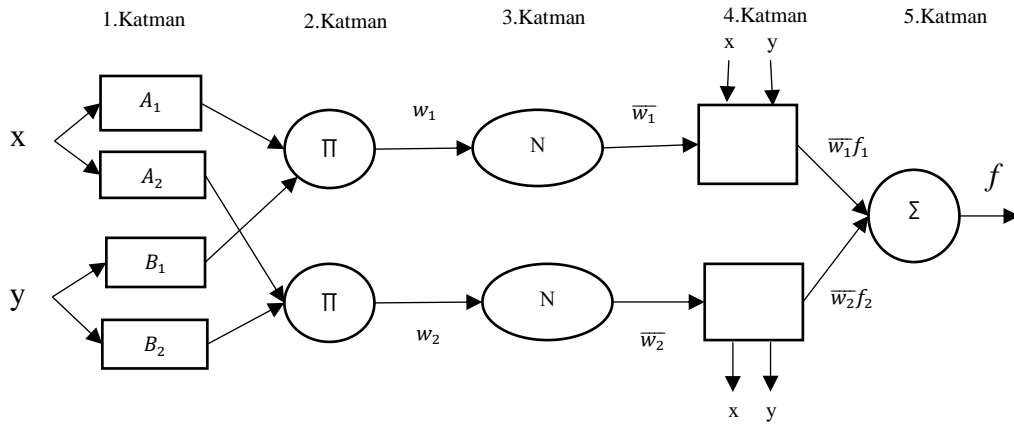 1.Katman 2.Katman 3.Katman 4.Katman 5.Katman
x y
A₁
x
A₂
B₁
y
B₂
Π
Π
w₁
w₂
N
N
w̅₁
w̅₂
w̅₁f₁
w̅₂f₂
x y
Σ
f